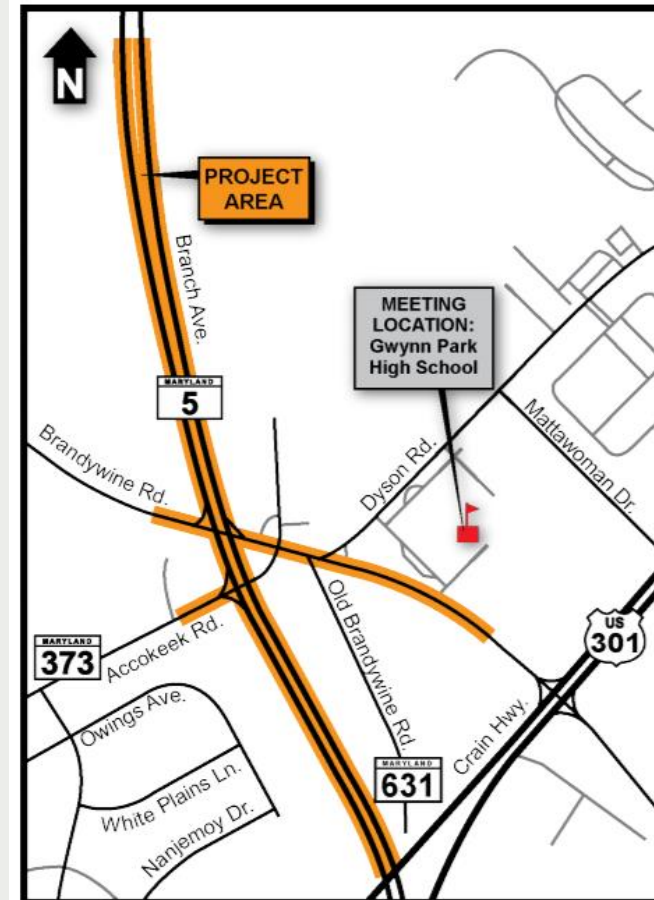 N
PROJECT
AREA
Branch Ave.
MEETING
LOCATION:
Gwynn Park
High School
MARYLAND
5
Brandywine Rd.
Dyson Rd.
Mattawoman Dr.
Old Brandywine Rd.
US
301
MARYLAND
373
Accokeek Rd.
Owings Ave.
Crain Hwy.
MARYLAND
631
White Plains Ln.
Nanjemoy Dr.